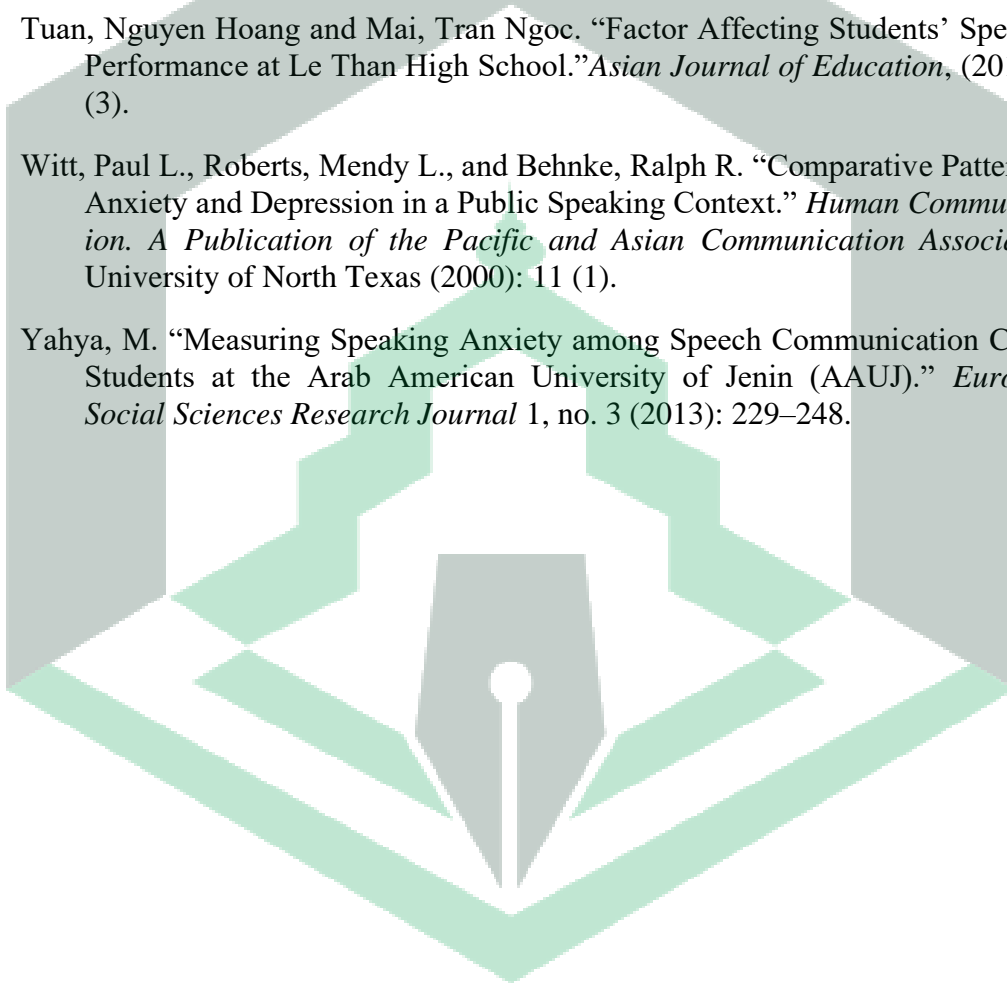 Tuan, Nguyen Hoang and Mai, Tran Ngoc. “Factor Affecting Students’ Spe
Performance at Le Than High School.”Asian Journal of Education, (20
(3).
Witt, Paul L., Roberts, Mendy L., and Behnke, Ralph R. “Comparative Patte
Anxiety and Depression in a Public Speaking Context.” Human Commu
ion. A Publication of the Pacific and Asian Communication Associa
University of North Texas (2000): 11 (1).
Yahya, M. “Measuring Speaking Anxiety among Speech Communication C
Students at the Arab American University of Jenin (AAUJ).” Euro
Social Sciences Research Journal 1, no. 3 (2013): 229–248.